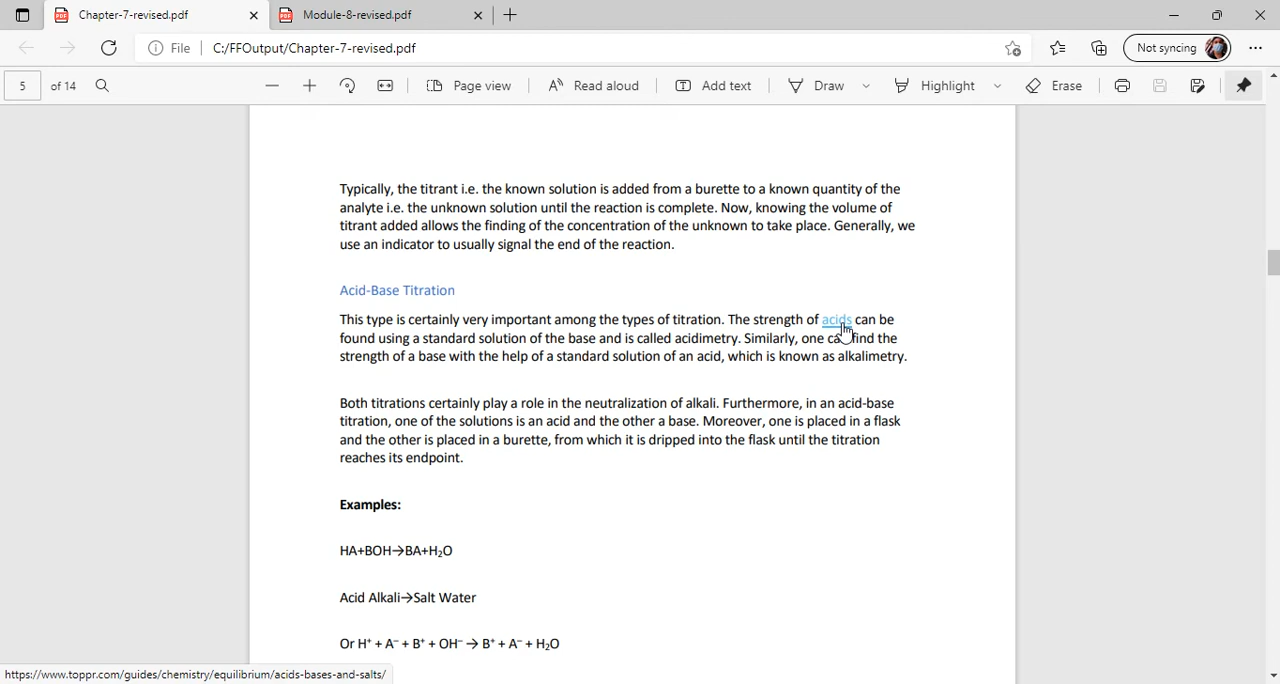 Chapter-7-revised.pdf
Module-8-revised.pdf
File
C:/FFOutput/Chapter-7-revised.pdf
Not syncing
5 of 14
Page view
Read aloud
Add text
Draw
Highlight
Erase
Typically, the titrant i.e. the known solution is added from a burette to a known quantity of the
analyte i.e. the unknown solution until the reaction is complete. Now, knowing the volume of
titrant added allows the finding of the concentration of the unknown to take place. Generally, we
use an indicator to usually signal the end of the reaction.
Acid-Base Titration
This type is certainly very important among the types of titration. The strength of acids can be
found using a standard solution of the base and is called acidimetry. Similarly, one can find the
strength of a base with the help of a standard solution of an acid, which is known as alkalimetry.
Both titrations certainly play a role in the neutralization of alkali. Furthermore, in an acid-base
titration, one of the solutions is an acid and the other a base. Moreover, one is placed in a flask
and the other is placed in a burette, from which it is dripped into the flask until the titration
reaches its endpoint.
Examples:
HA+BOH→BA+H₂O
Acid Alkali→Salt Water
Or H⁺ + A⁻ + B⁺ + OH⁻ → B⁺ + A⁻ + H₂O
https://www.toppr.com/guides/chemistry/equilibrium/acids-bases-and-salts/